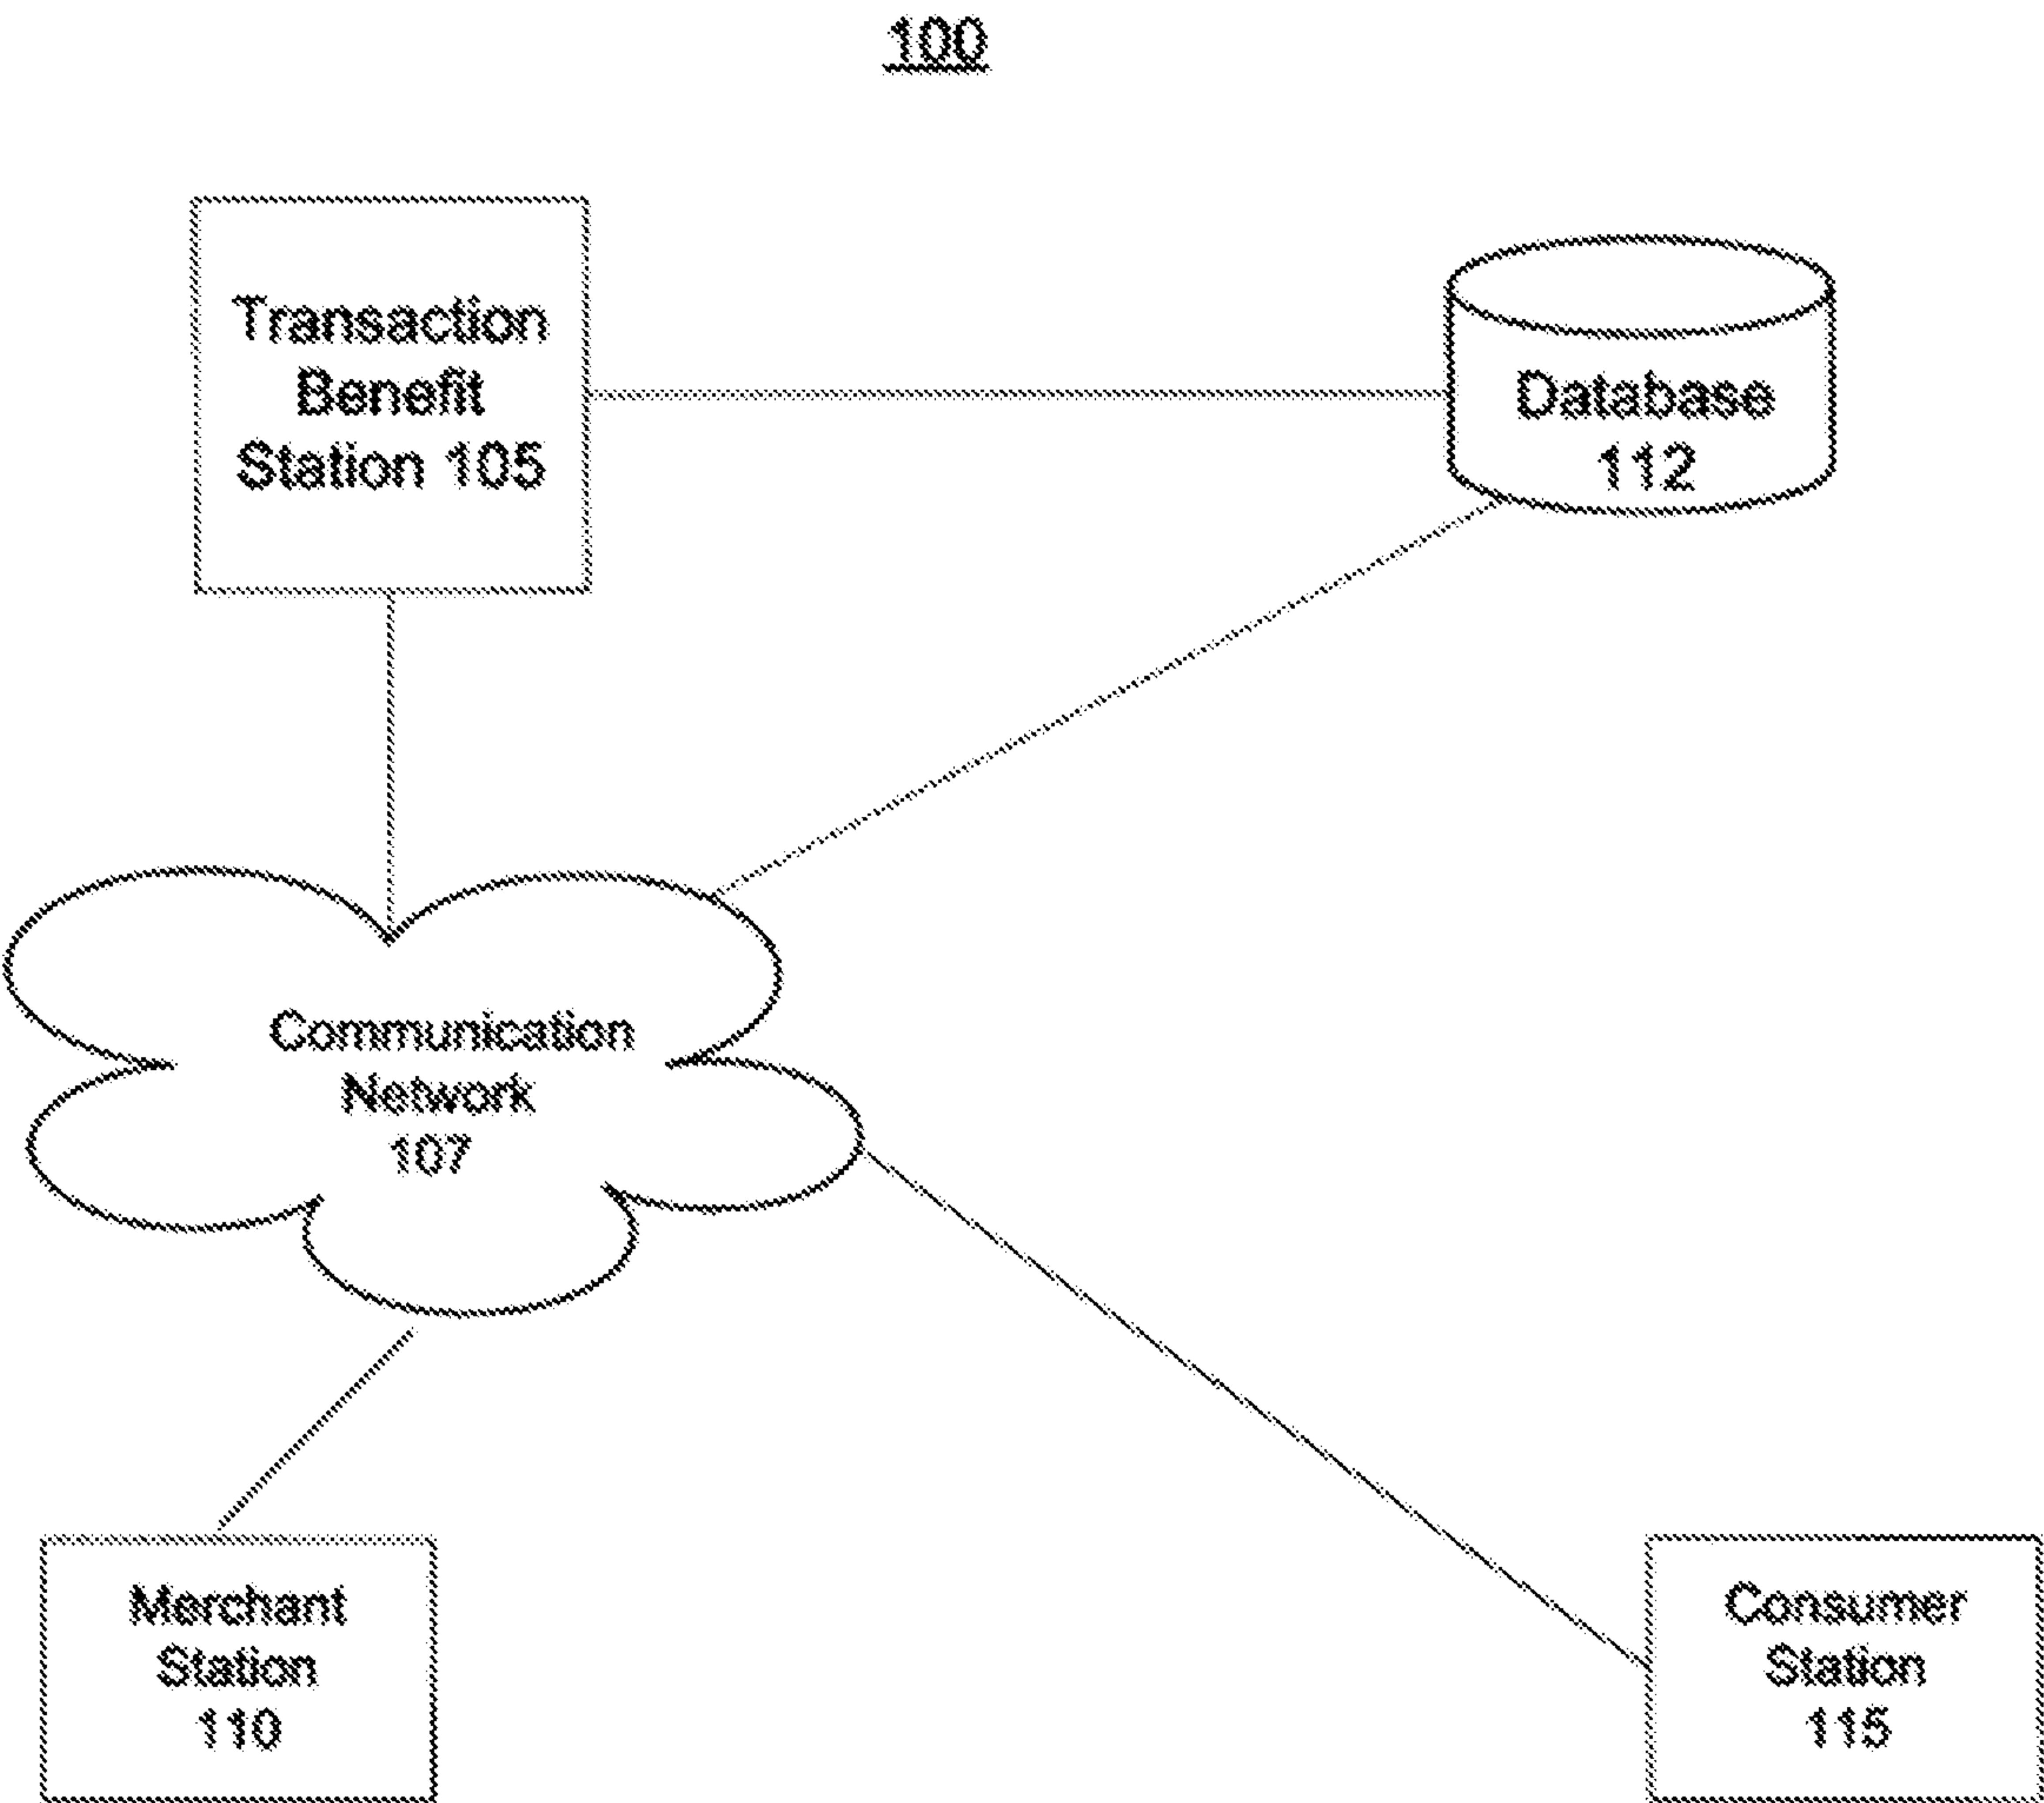 100
Transaction
Benefit
Station 105
Database
112
Communication
Network
107
Merchant
Station
110
Consumer
Station
115